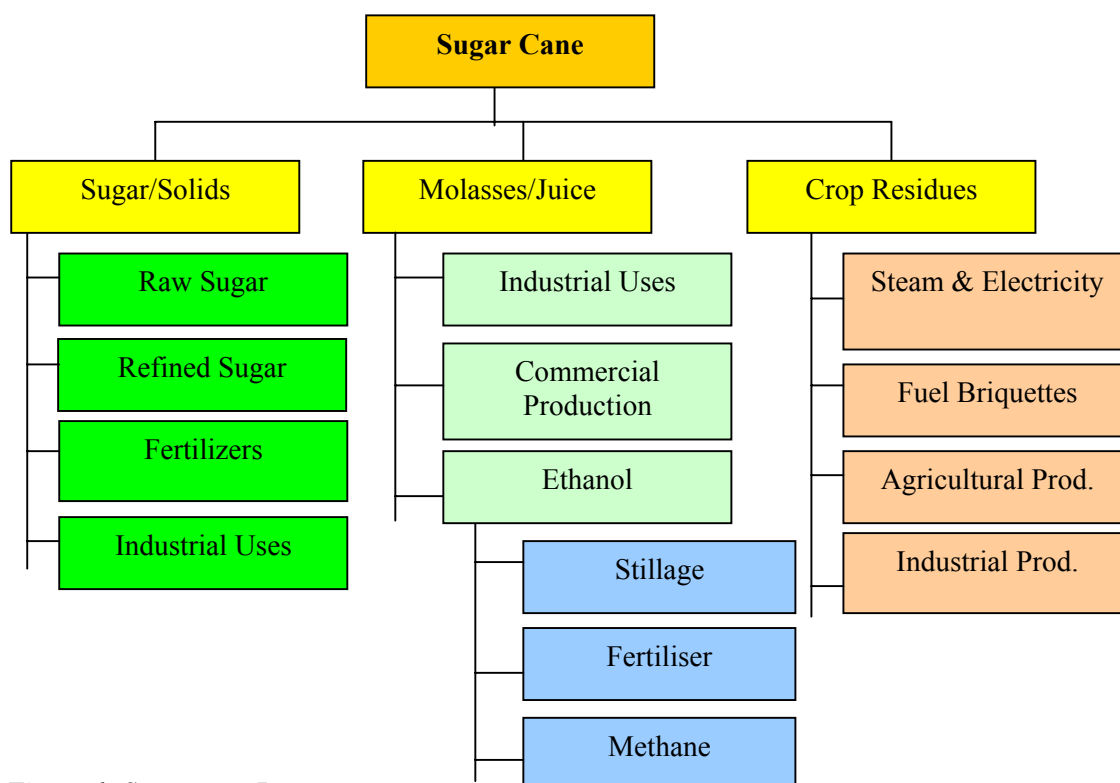 Sugar Cane
Sugar/Solids
Raw Sugar
Refined Sugar
Fertilizers
Industrial Uses
Molasses/Juice
Industrial Uses
Commercial
Production
Ethanol
Stillage
Fertiliser
Methane
Crop Residues
Steam & Electricity
Fuel Briquettes
Agricultural Prod.
Industrial Prod.